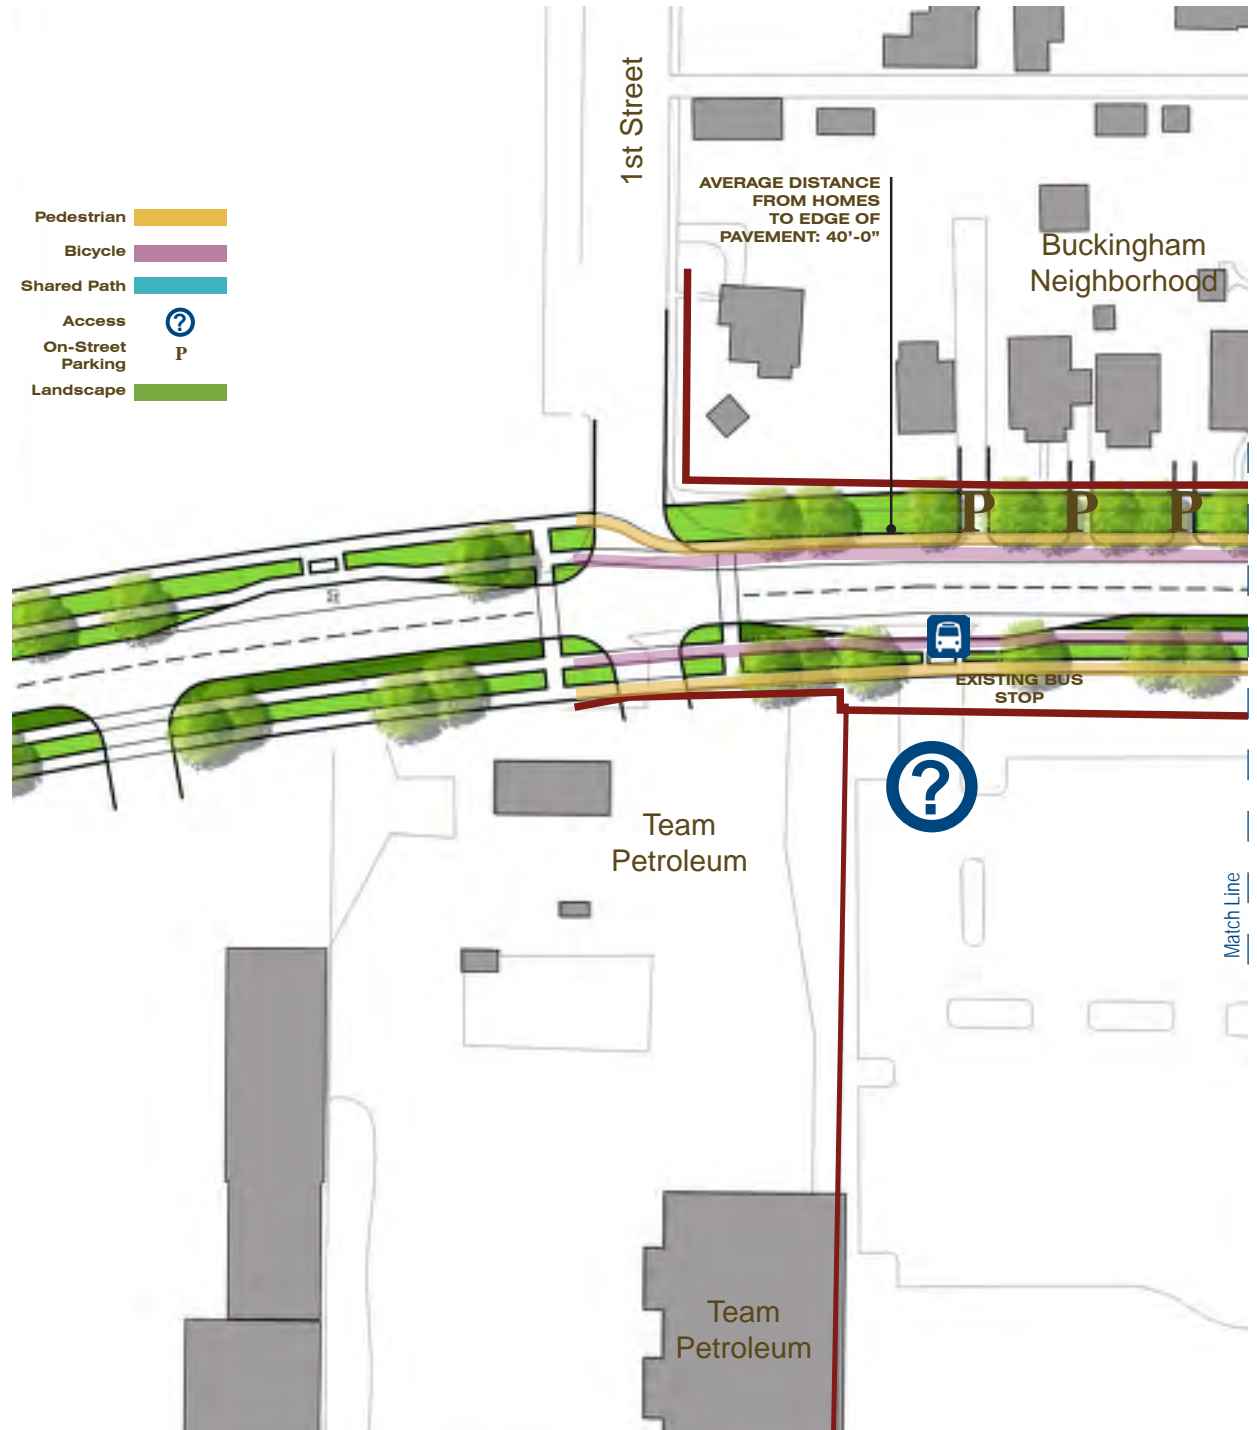 1st Street
AVERAGE DISTANCE
FROM HOMES
TO EDGE OF
PAVEMENT: 40’-0”
Buckingham
Neighborhood
Pedestrian
Bicycle
Shared Path
Access
?
On-Street
Parking
P
Landscape
P
P
P
EXISTING BUS
STOP
?
Team
Petroleum
Match Line
Team
Petroleum